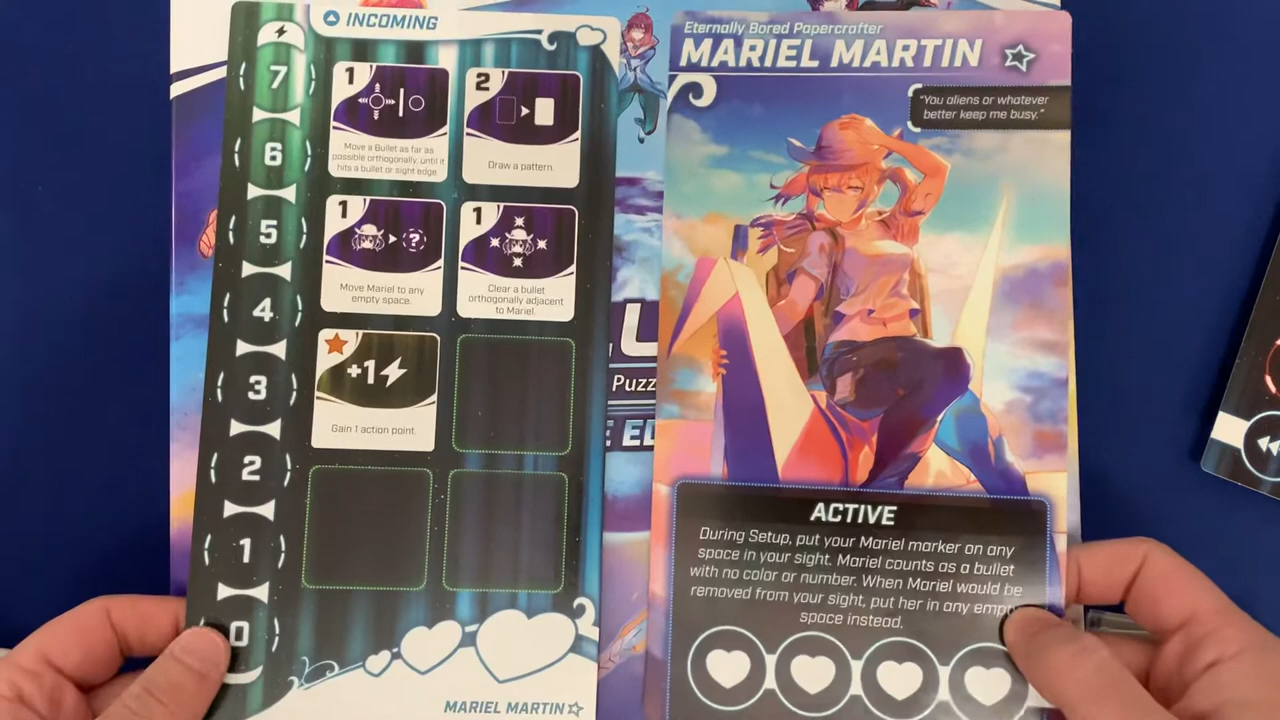 INCOMING
7
6
5
4
3
2
1
0
1
Move a Bullet as far as
possible orthogonally, until it
hits a bullet or sight edge.
2
Draw a pattern.
1
?
Move Mariel to any
empty space.
1
Clear a bullet
orthogonally adjacent
to Mariel.
+1
Gain 1 action point.
MARIEL MARTIN
Puzz
Eternally Bored Papercrafter
MARIEL MARTIN
"You aliens or whatever
better keep me busy."
ACTIVE
During Setup, put your Mariel marker on any
space in your sight. Mariel counts as a bullet
with no color or number. When Mariel would be
removed from your sight, put her in any
space instead.